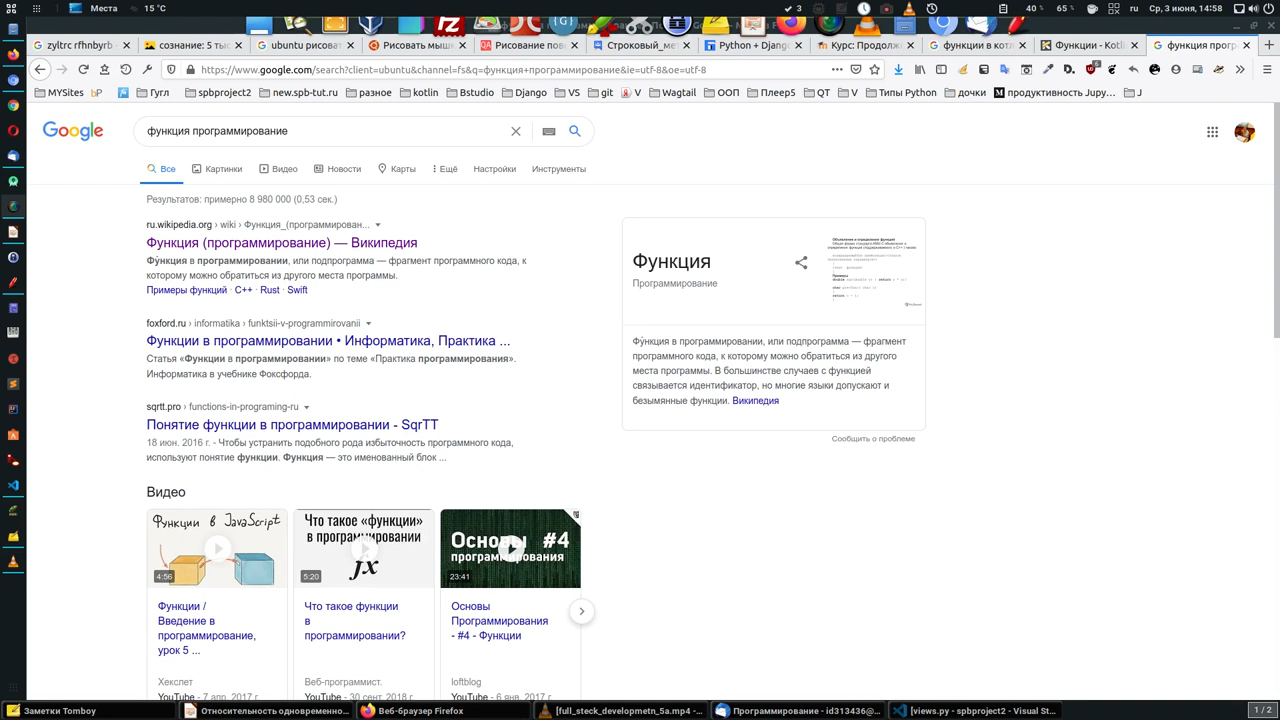 Места
15 °C
3
40 %
65 %
ru
Ср, 3 июня, 14:58
zyltrc rfhnbyrb
сознание: 5 тыс
ubuntu рисоват
Рисовать мышк
Рисование пов
Строковый_мет
Python + Djang
Курс: Продолж
функции в котл
Функции - Kotli
функция прогр
https://www.google.com/search?client=ubuntu&channel=fs&q=функция+программирование&ie=utf-8&oe=utf-8
MYSites
Гугл
spbproject2
new.spb-tut.ru
разное
kotlin
Bstudio
Django
VS
git
V
Wagtail
ООП
Плеер5
QT
V
Типы Python
дочки
продуктивность Jupy…
J
Google
функция программирование
Все
Картинки
Видео
Новости
Карты
Ещё
Настройки
Инструменты
Результатов: примерно 8 980 000 (0,53 сек.)
ru.wikipedia.org › wiki › Функция_(программирован...
Функция (программирование) — Википедия
Функция в программировании, или подпрограмма — фрагмент программного кода, к
которому можно обратиться из другого места программы.
Примеры функций · C++ · Rust · Swift
foxford.ru › informatika › funktsii-v-programmirovanii
Функции в программировании • Информатика, Практика ...
Статья «Функции в программировании» по теме «Практика программирования».
Информатика в учебнике Фоксфорда.
sqrtt.pro › functions-in-programing-ru
Понятие функции в программировании - SqrTT
18 июн. 2016 г. - Чтобы устранить подобного рода избыточность программного кода,
используют понятие функции. Функция — это именованный блок ...
Видео
Функции в JavaScript
4:56
Функции /
Введение в
программирование,
урок 5 ...
Хекслет
YouTube - 7 апр. 2017 г.
Что такое «функции»
в программировании
fx
5:20
Что такое функции
в
программировании?
Веб-программист.
YouTube - 30 сент. 2018 г.
Основы #4
программирования
23:41
Основы
Программирования
- #4 - Функции
loftblog
YouTube - 6 янв. 2017 г.
Функция
Программирование
Фу́нкция в программировании, или подпрограмма — фрагмент
программного кода, к которому можно обратиться из другого
места программы. В большинстве случаев с функцией
связывается идентификатор, но многие языки допускают и
безымянные функции. Википедия
Сообщить о проблеме
Заметки Tomboy
Относительность одновременно...
Веб-браузер Firefox
[full_steck_developmetn_5a.mp4 -...
Программирование - id313436@...
[views.py - spbproject2 - Visual St...
1 / 2